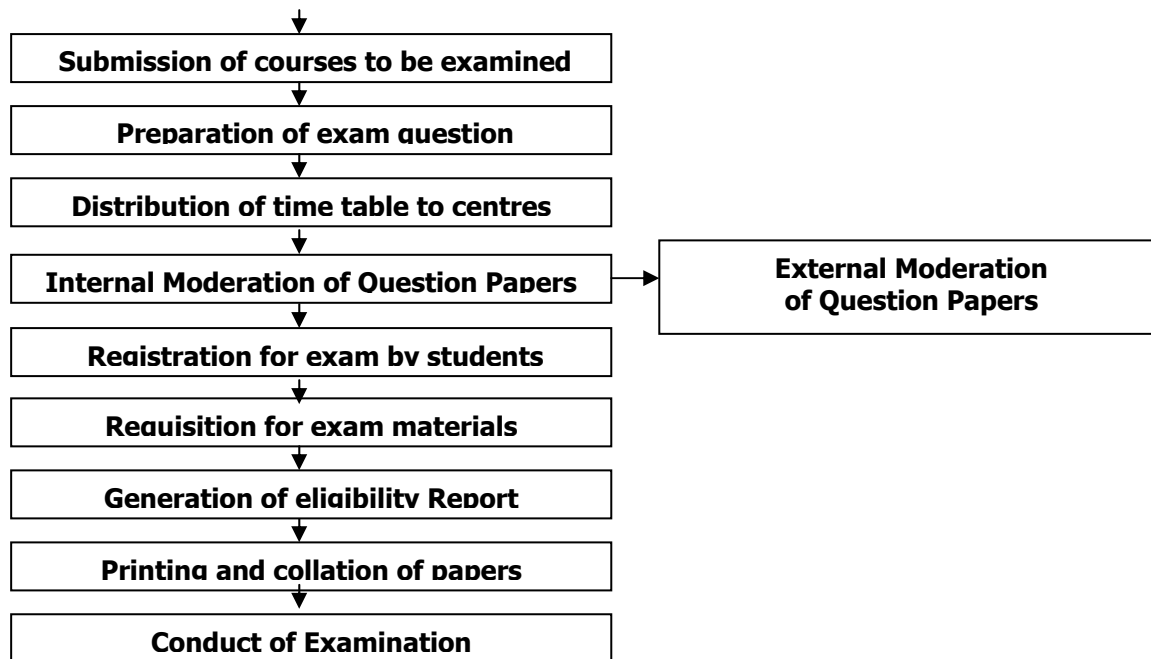 Submission of courses to be examined
Preparation of exam question
Distribution of time table to centres
Internal Moderation of Question Papers
External Moderation
of Question Papers
Registration for exam by students
Requisition for exam materials
Generation of eligibility Report
Printing and collation of papers
Conduct of Examination